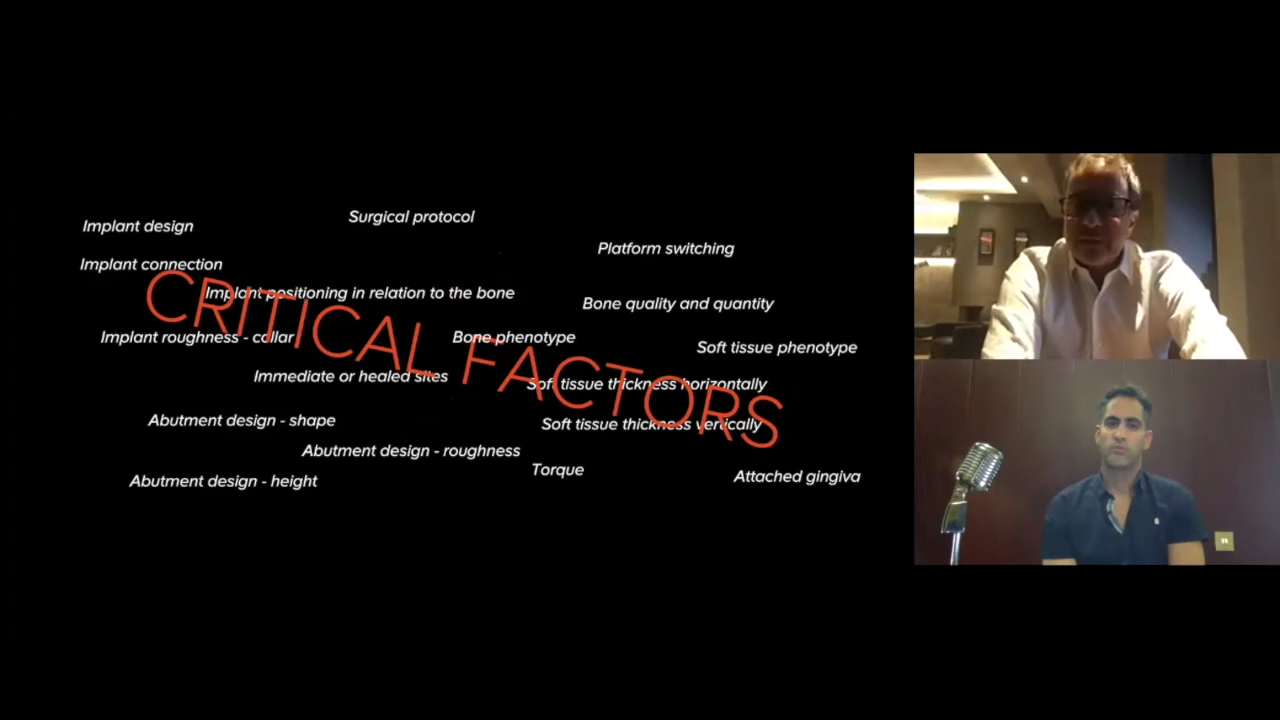 Surgical protocol
Implant design
Platform switching
Implant connection
Implant positioning in relation to the bone
Bone quality and quantity
CRITICAL FACTORS
Implant roughness - collar
Bone phenotype
Soft tissue phenotype
Immediate or healed sites
Soft tissue thickness horizontally
Abutment design - shape
Soft tissue thickness vertically
Abutment design - roughness
Torque
Attached gingiva
Abutment design - height